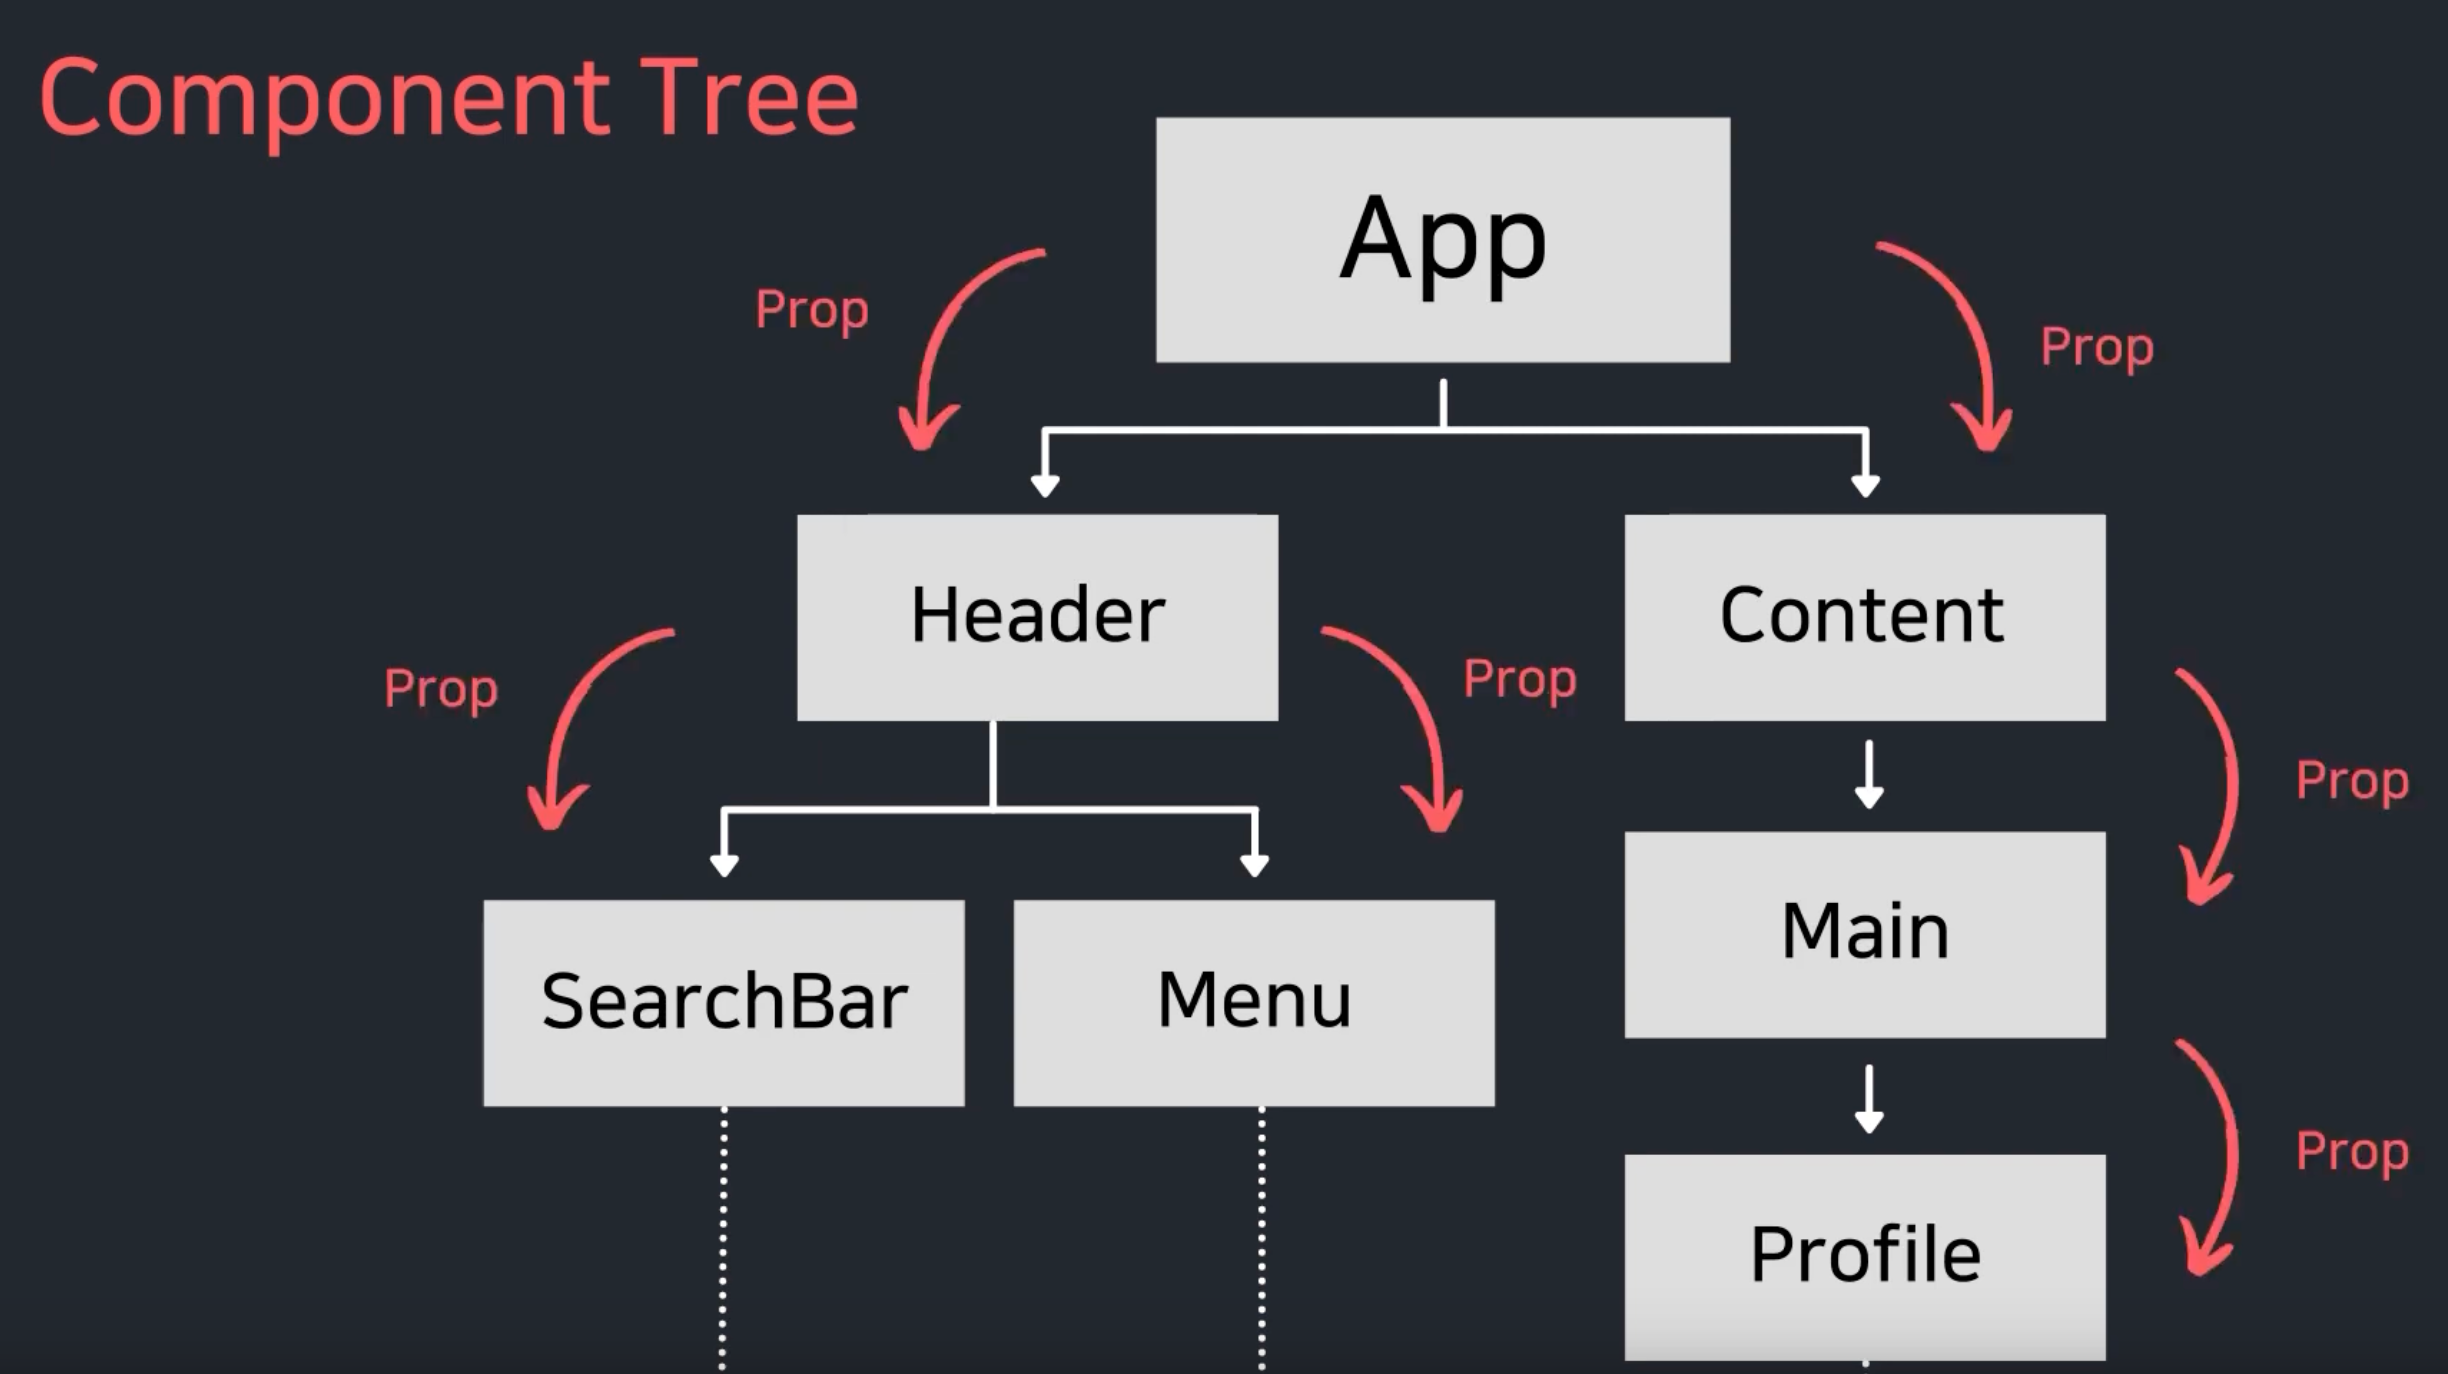 Component Tree
App
Prop
Prop
Header
Content
Prop
Prop
Prop
SearchBar
Menu
Main
Prop
Profile